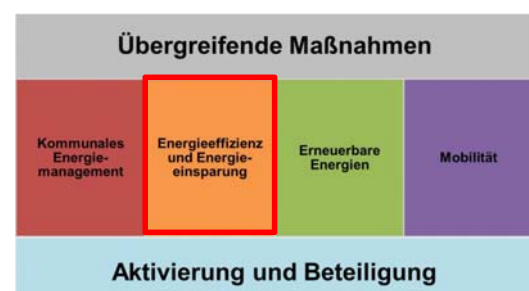 Übergreifende Maßnahmen
Kommunales
Energie-
management
Energieeffizienz
und Energie-
einsparung
Erneuerbare
Energien
Mobilität
Aktivierung und Beteiligung